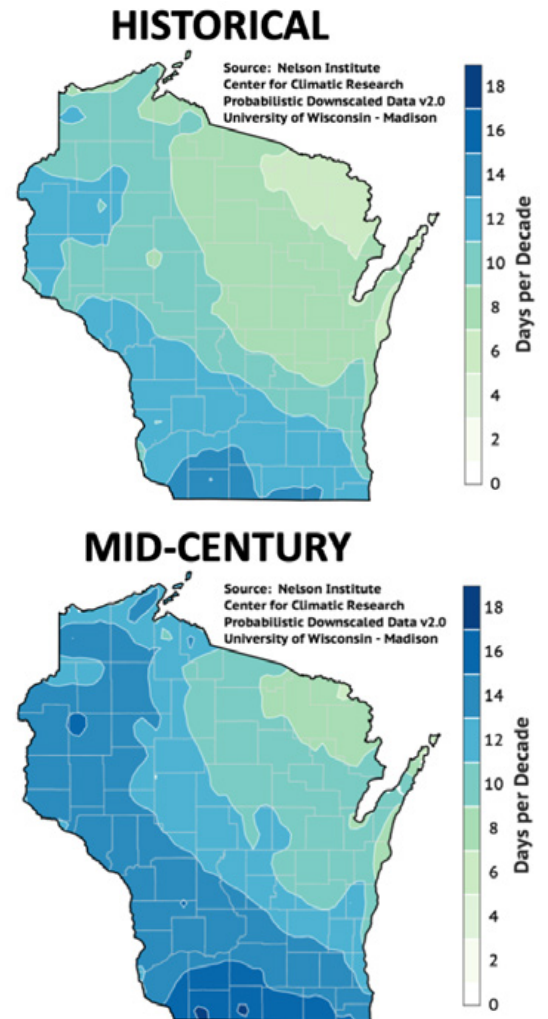 HISTORICAL
Source: Nelson Institute
Center for Climatic Research
Probabilistic Downscaled Data v2.0
University of Wisconsin - Madison
18
16
14
12
10
8
6
4
2
0
Days per Decade
MID-CENTURY
Source: Nelson Institute
Center for Climatic Research
Probabilistic Downscaled Data v2.0
University of Wisconsin - Madison
18
16
14
12
10
8
6
4
2
0
Days per Decade